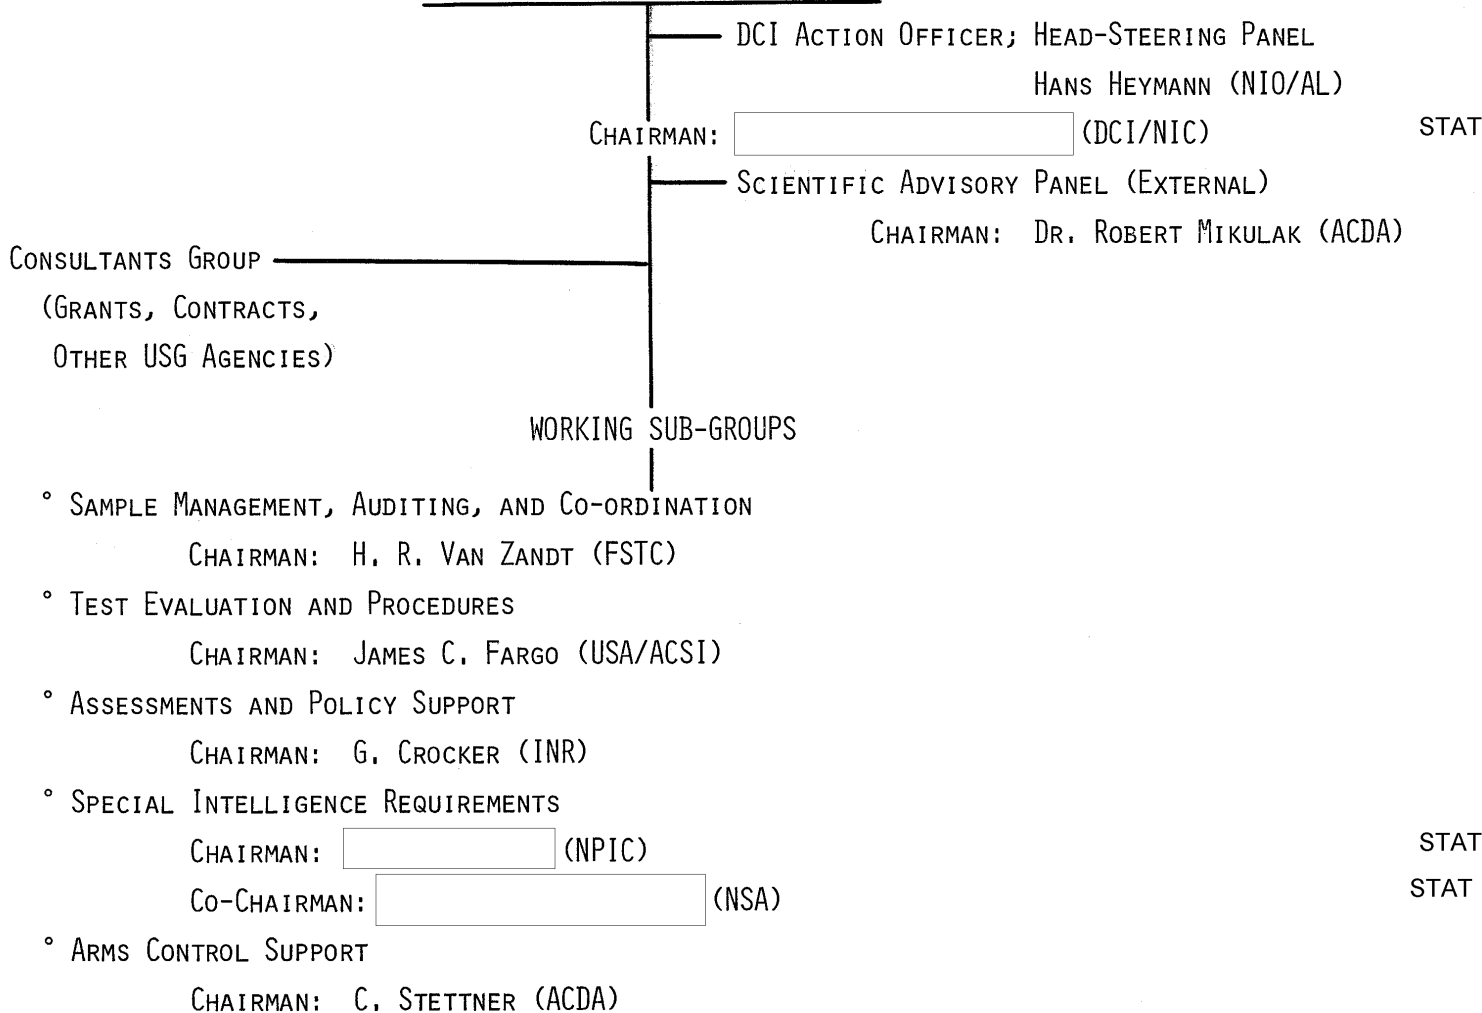 DCI ACTION OFFICER; HEAD-STEERING PANEL
HANS HEYMANN (NIO/AL)
CHAIRMAN: (DCI/NIC) STAT
SCIENTIFIC ADVISORY PANEL (EXTERNAL)
CHAIRMAN: DR. ROBERT MIKULAK (ACDA)
CONSULTANTS GROUP
(GRANTS, CONTRACTS,
OTHER USG AGENCIES)
WORKING SUB-GROUPS
° SAMPLE MANAGEMENT, AUDITING, AND CO-ORDINATION
CHAIRMAN: H. R. VAN ZANDT (FSTC)
° TEST EVALUATION AND PROCEDURES
CHAIRMAN: JAMES C. FARGO (USA/ACSI)
° ASSESSMENTS AND POLICY SUPPORT
CHAIRMAN: G. CROCKER (INR)
° SPECIAL INTELLIGENCE REQUIREMENTS
CHAIRMAN: (NPIC) STAT
CO-CHAIRMAN: (NSA) STAT
° ARMS CONTROL SUPPORT
CHAIRMAN: C. STETTNER (ACDA)